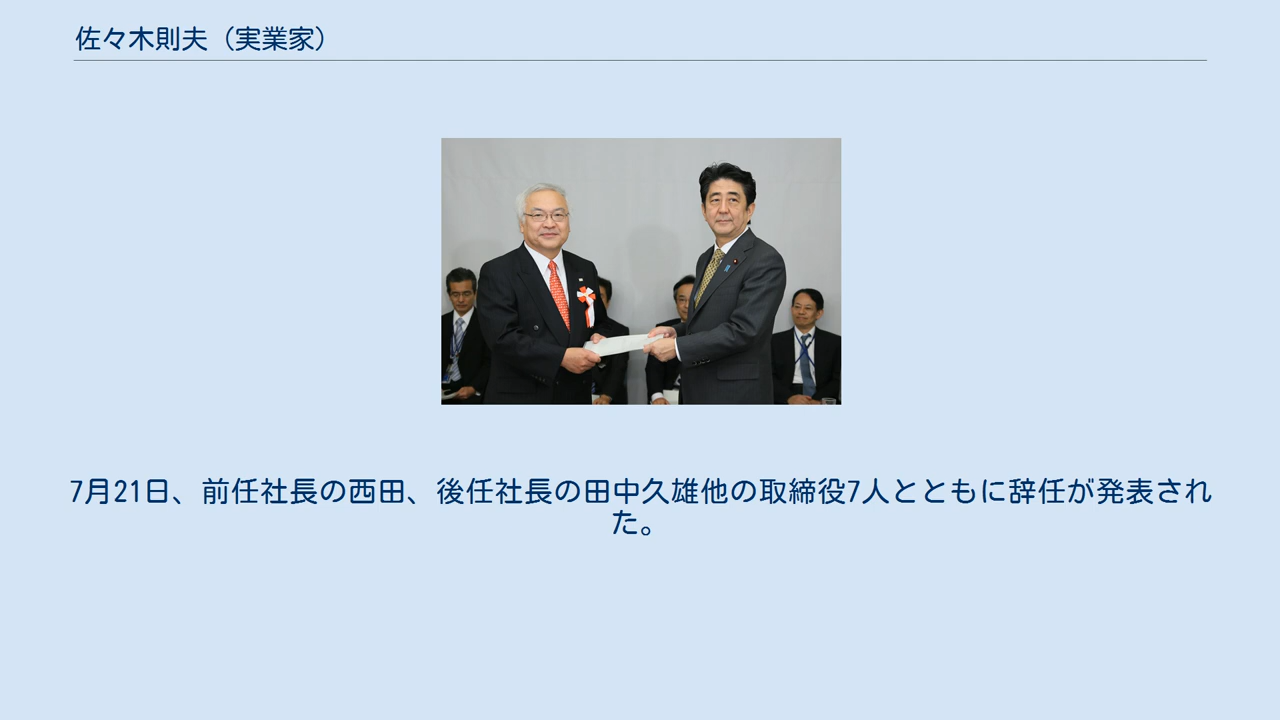 佐々木則夫（実業家）
7月21日、前任社長の西田、後任社長の田中久雄他の取締役7人とともに辞任が発表され
た。